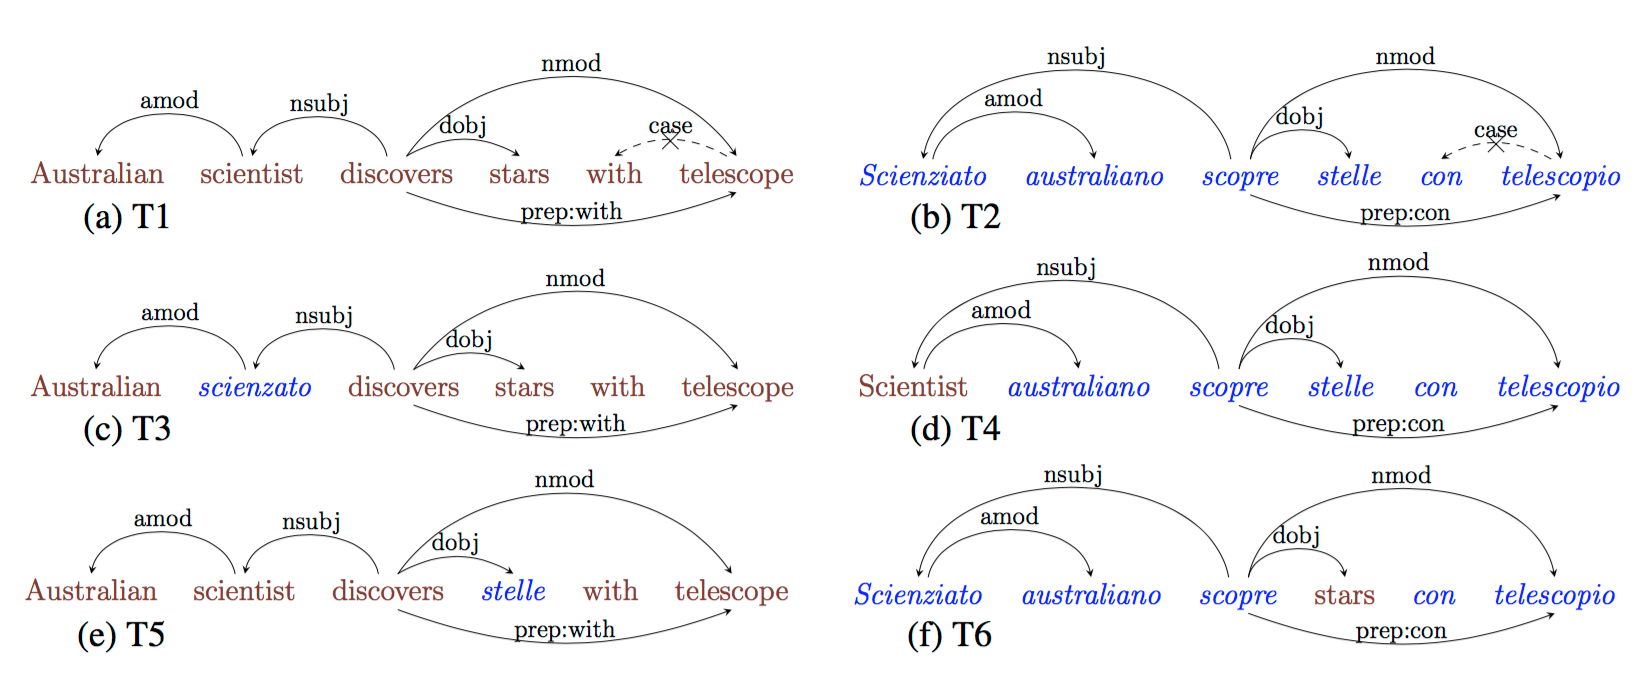 nmod
amod nsubj dobj case
Australian scientist discovers stars with telescope
prep:with
(a) T1
nsubj nmod
amod dobj case
Scienziato australiano scopre stelle con telescopio
prep:con
(b) T2
nmod
amod nsubj dobj
Australian scienzato discovers stars with telescope
prep:with
(c) T3
nsubj nmod
amod dobj
Scientist australiano scopre stelle con telescopio
prep:con
(d) T4
nmod
amod nsubj dobj
Australian scientist discovers stelle with telescope
prep:with
(e) T5
nsubj nmod
amod dobj
Scienziato australiano scopre stars con telescopio
prep:con
(f) T6